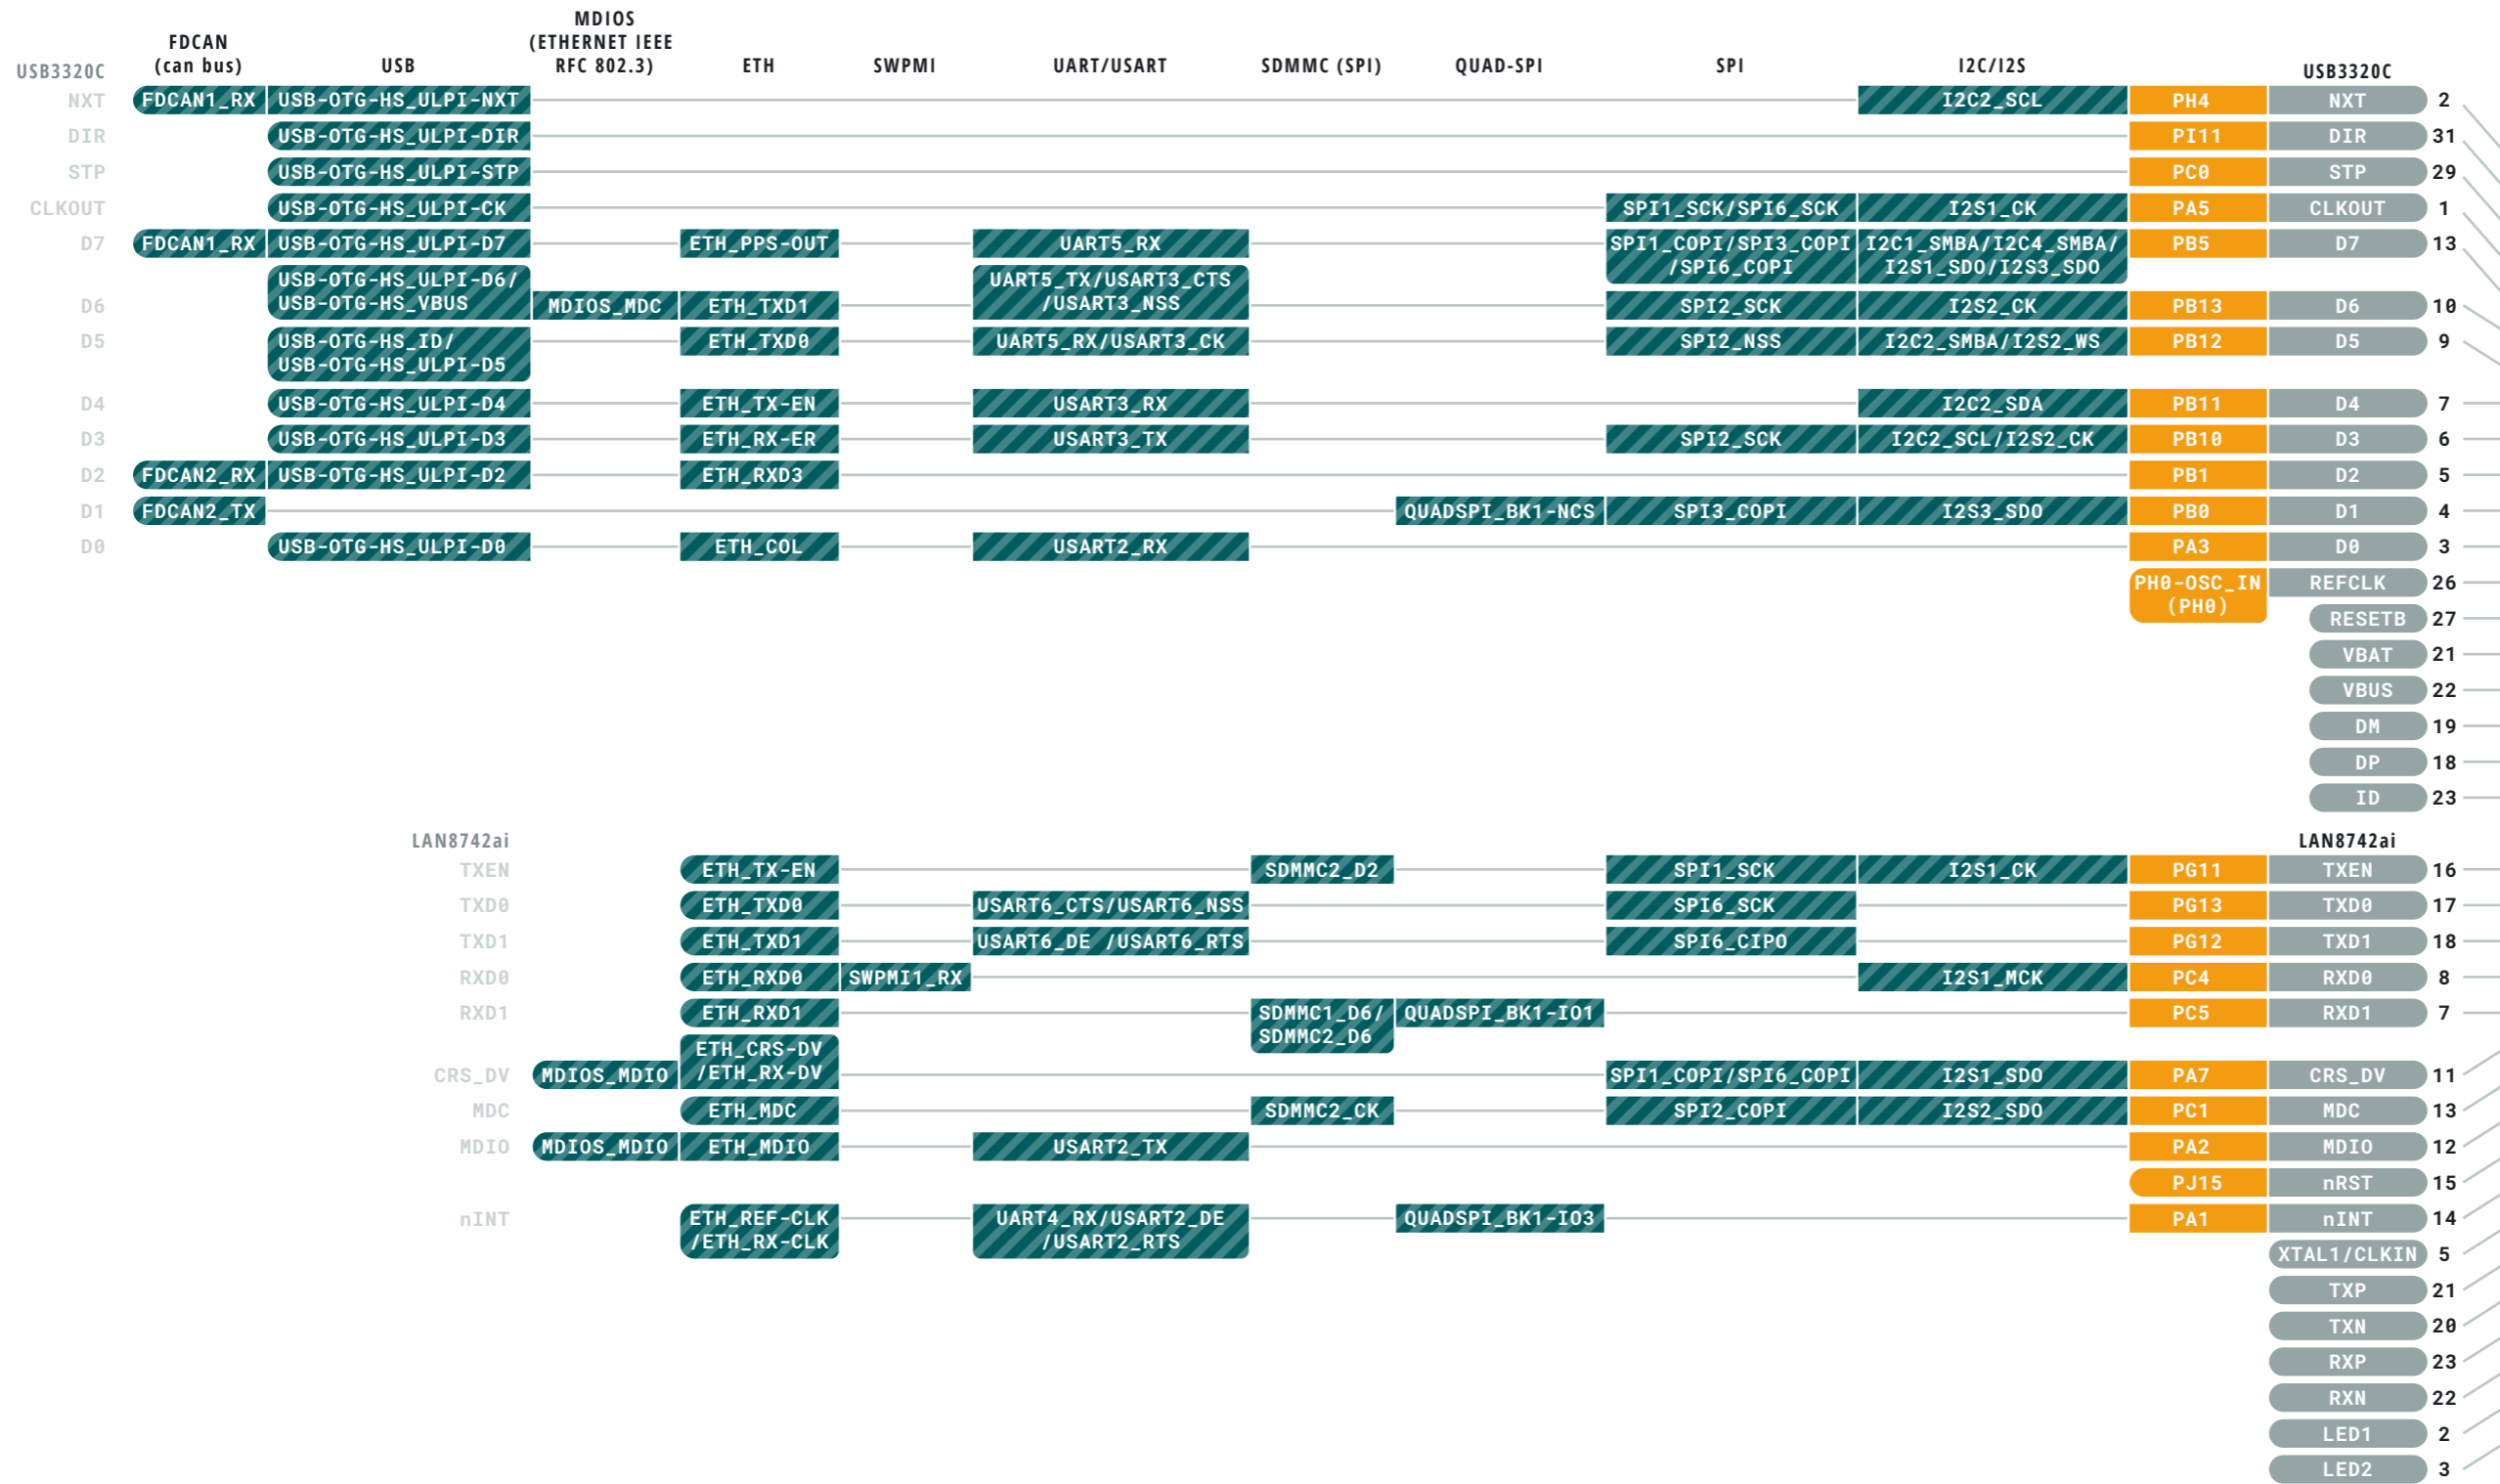 MDIOS
FDCAN (ETHERNET IEEE
USB3320C (can bus) USB RFC 802.3) ETH SWPMI UART/USART SDMMC (SPI) QUAD-SPI SPI I2C/I2S USB3320C
NXT FDCAN1_RX USB-OTG-HS_ULPI-NXT I2C2_SCL PH4 NXT 2
DIR USB-OTG-HS_ULPI-DIR PI11 DIR 31
STP USB-OTG-HS_ULPI-STP PC0 STP 29
CLKOUT USB-OTG-HS_ULPI-CK SPI1_SCK/SPI6_SCK I2S1_CK PA5 CLKOUT 1
D7 FDCAN1_RX USB-OTG-HS_ULPI-D7 ETH_PPS-OUT UART5_RX SPI1_COPI/SPI3_COPI I2C1_SMBA/I2C4_SMBA/ PB5 D7 13
/SPI6_COPI I2S1_SDO/I2S3_SDO
USB-OTG-HS_ULPI-D6/ UART5_TX/USART3_CTS
D6 USB-OTG-HS_VBUS MDIOS_MDC ETH_TXD1 /USART3_NSS SPI2_SCK I2S2_CK PB13 D6 10
D5 USB-OTG-HS_ID/ ETH_TXD0 UART5_RX/USART3_CK SPI2_NSS I2C2_SMBA/I2S2_WS PB12 D5 9
USB-OTG-HS_ULPI-D5
D4 USB-OTG-HS_ULPI-D4 ETH_TX-EN USART3_RX I2C2_SDA PB11 D4 7
D3 USB-OTG-HS_ULPI-D3 ETH_RX-ER USART3_TX SPI2_SCK I2C2_SCL/I2S2_CK PB10 D3 6
D2 FDCAN2_RX USB-OTG-HS_ULPI-D2 ETH_RXD3 PB1 D2 5
D1 FDCAN2_TX QUADSPI_BK1-NCS SPI3_COPI I2S3_SDO PB0 D1 4
D0 USB-OTG-HS_ULPI-D0 ETH_COL USART2_RX PA3 D0 3
PH0-OSC_IN REFCLK 26
(PH0)
RESETB 27
VBAT 21
VBUS 22
DM 19
DP 18
ID 23
LAN8742ai LAN8742ai
TXEN ETH_TX-EN SDMMC2_D2 SPI1_SCK I2S1_CK PG11 TXEN 16
TXD0 ETH_TXD0 USART6_CTS/USART6_NSS SPI6_SCK PG13 TXD0 17
TXD1 ETH_TXD1 USART6_DE /USART6_RTS SPI6_CIPO PG12 TXD1 18
RXD0 ETH_RXD0 SWPMI1_RX I2S1_MCK PC4 RXD0 8
RXD1 ETH_RXD1 SDMMC1_D6/ QUADSPI_BK1-IO1 PC5 RXD1 7
SDMMC2_D6
ETH_CRS-DV
CRS_DV MDIOS_MDIO /ETH_RX-DV SPI1_COPI/SPI6_COPI I2S1_SDO PA7 CRS_DV 11
MDC ETH_MDC SDMMC2_CK SPI2_COPI I2S2_SDO PC1 MDC 13
MDIO MDIOS_MDIO ETH_MDIO USART2_TX PA2 MDIO 12
PJ15 nRST 15
nINT ETH_REF-CLK UART4_RX/USART2_DE QUADSPI_BK1-IO3 PA1 nINT 14
/ETH_RX-CLK /USART2_RTS
XTAL1/CLKIN 5
TXP 21
TXN 20
RXP 23
RXN 22
LED1 2
LED2 3